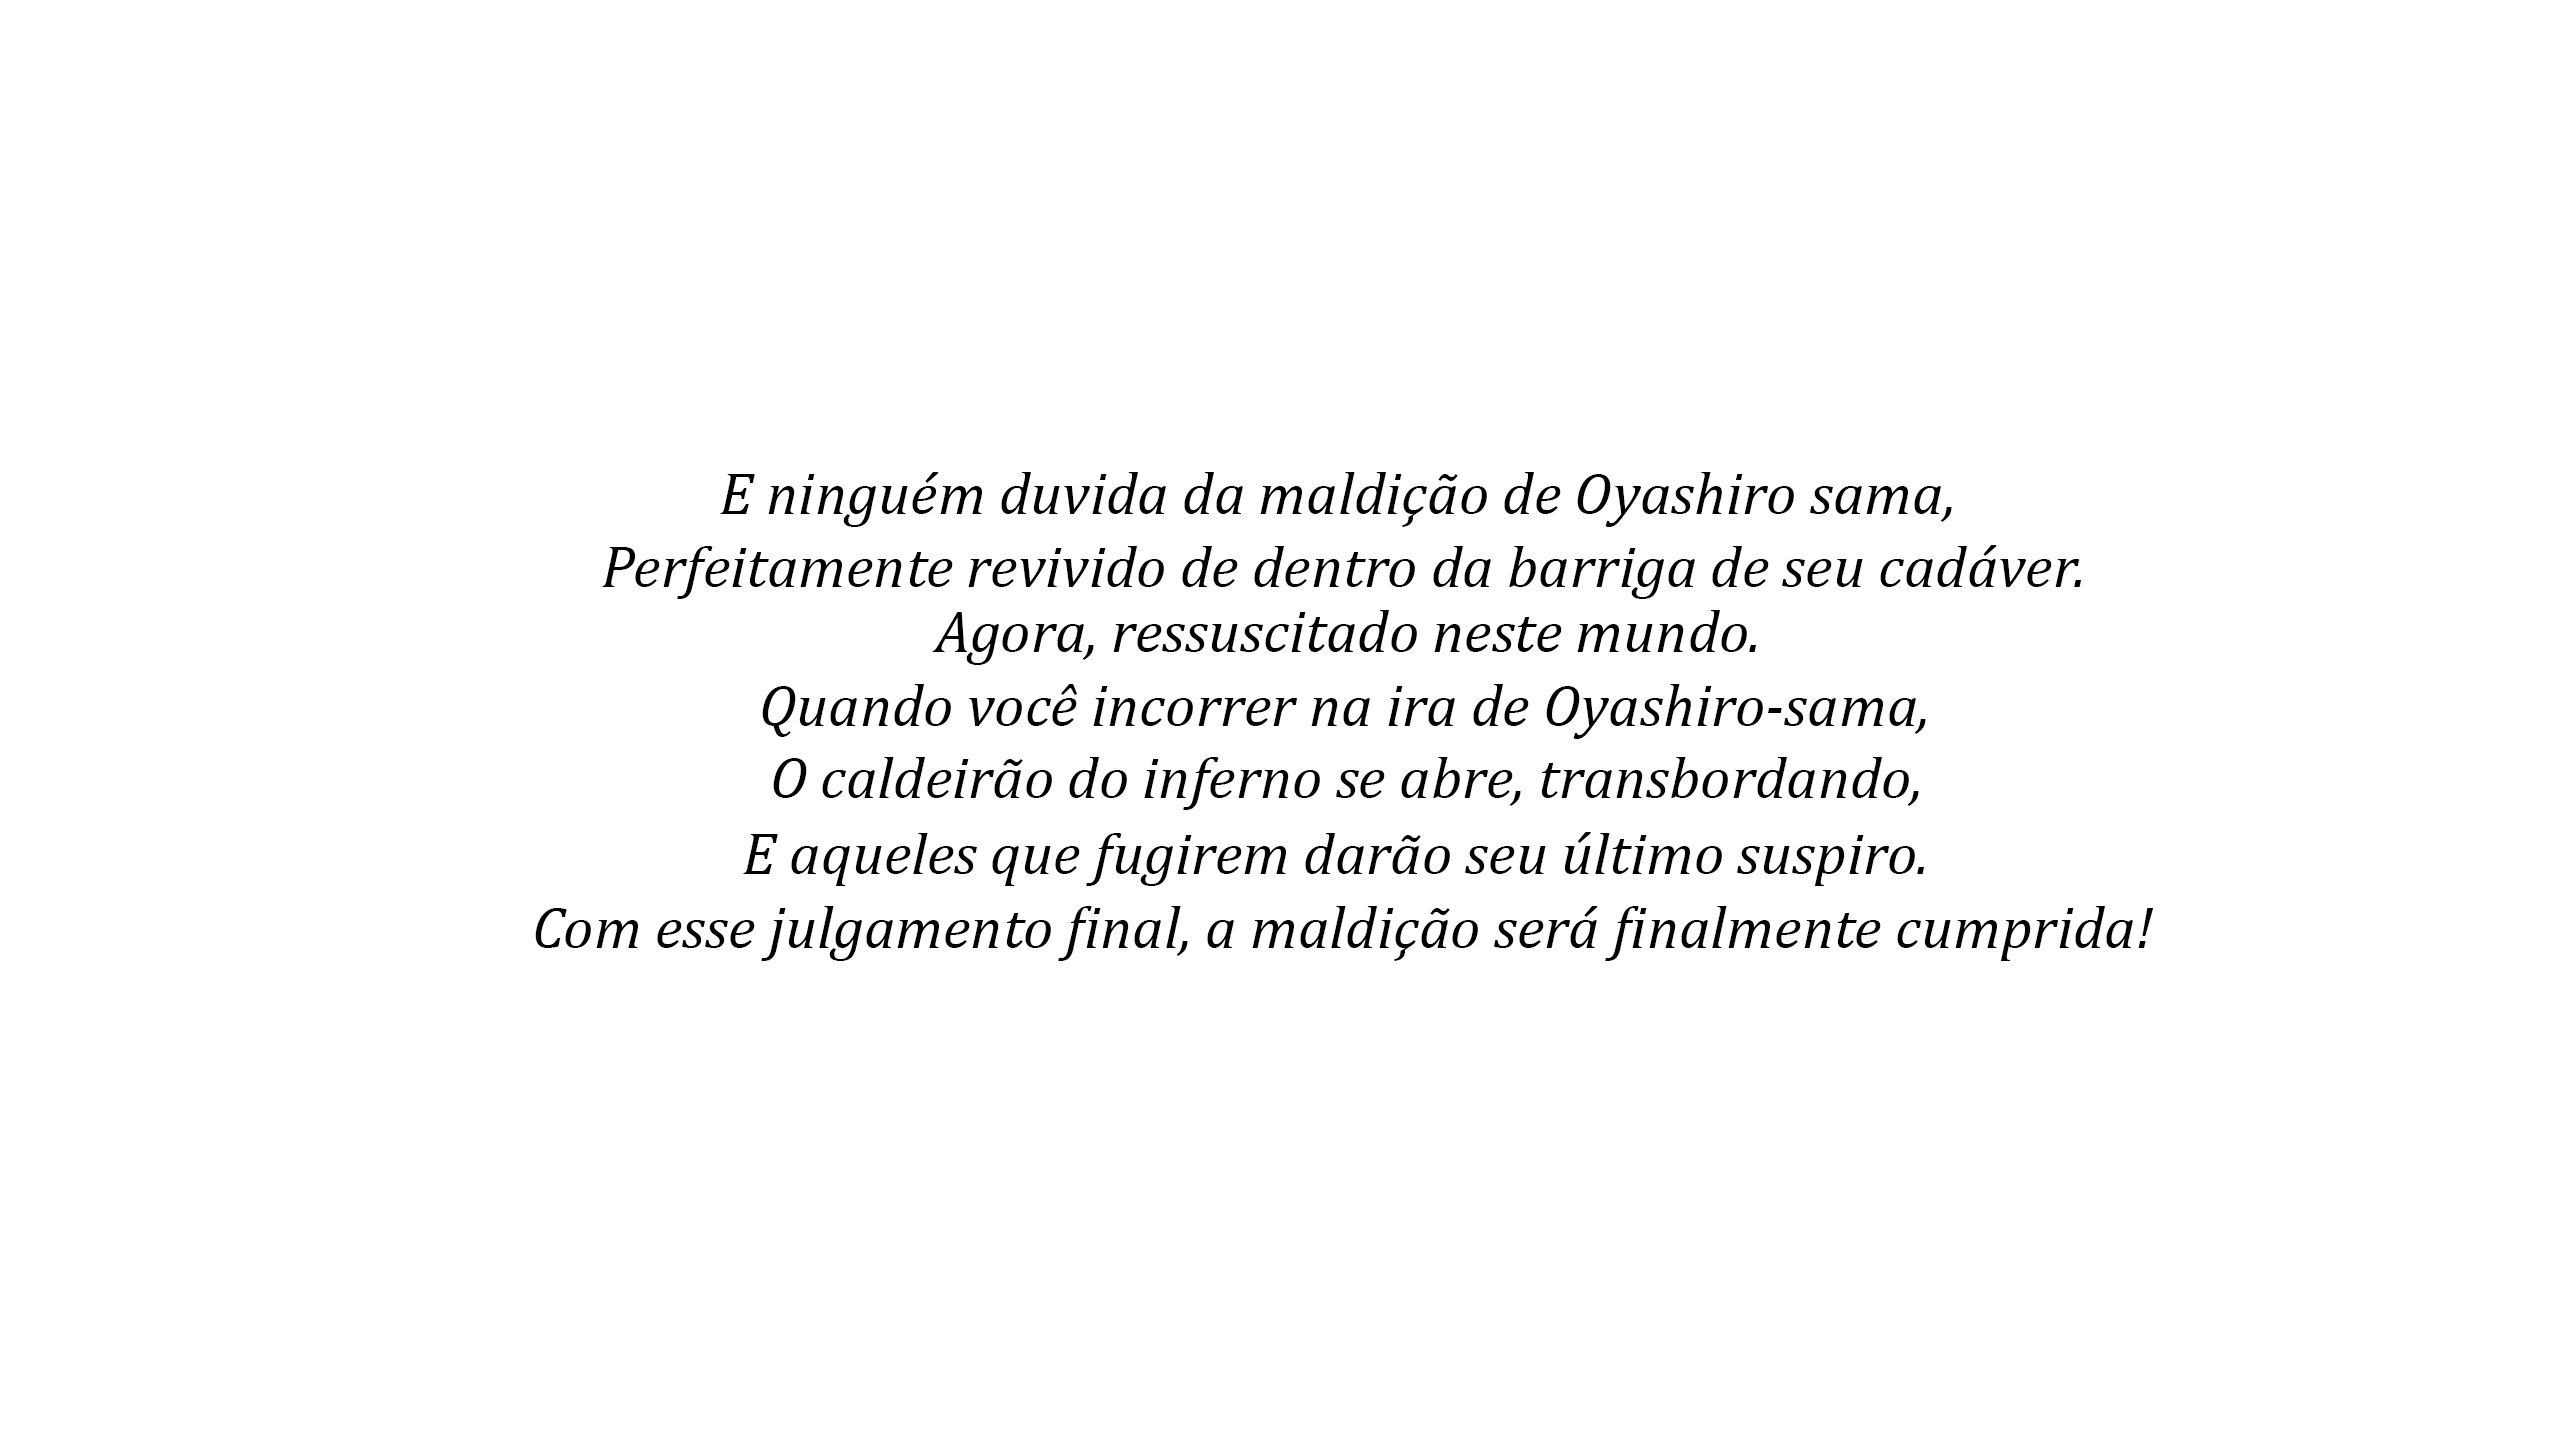 E ninguém duvida da maldição de Oyashiro sama,
Perfeitamente revivido de dentro da barriga de seu cadáver.
Agora, ressuscitado neste mundo.
Quando você incorrer na ira de Oyashiro-sama,
O caldeirão do inferno se abre, transbordando,
E aqueles que fugirem darão seu último suspiro.
Com esse julgamento final, a maldição será finalmente cumprida!